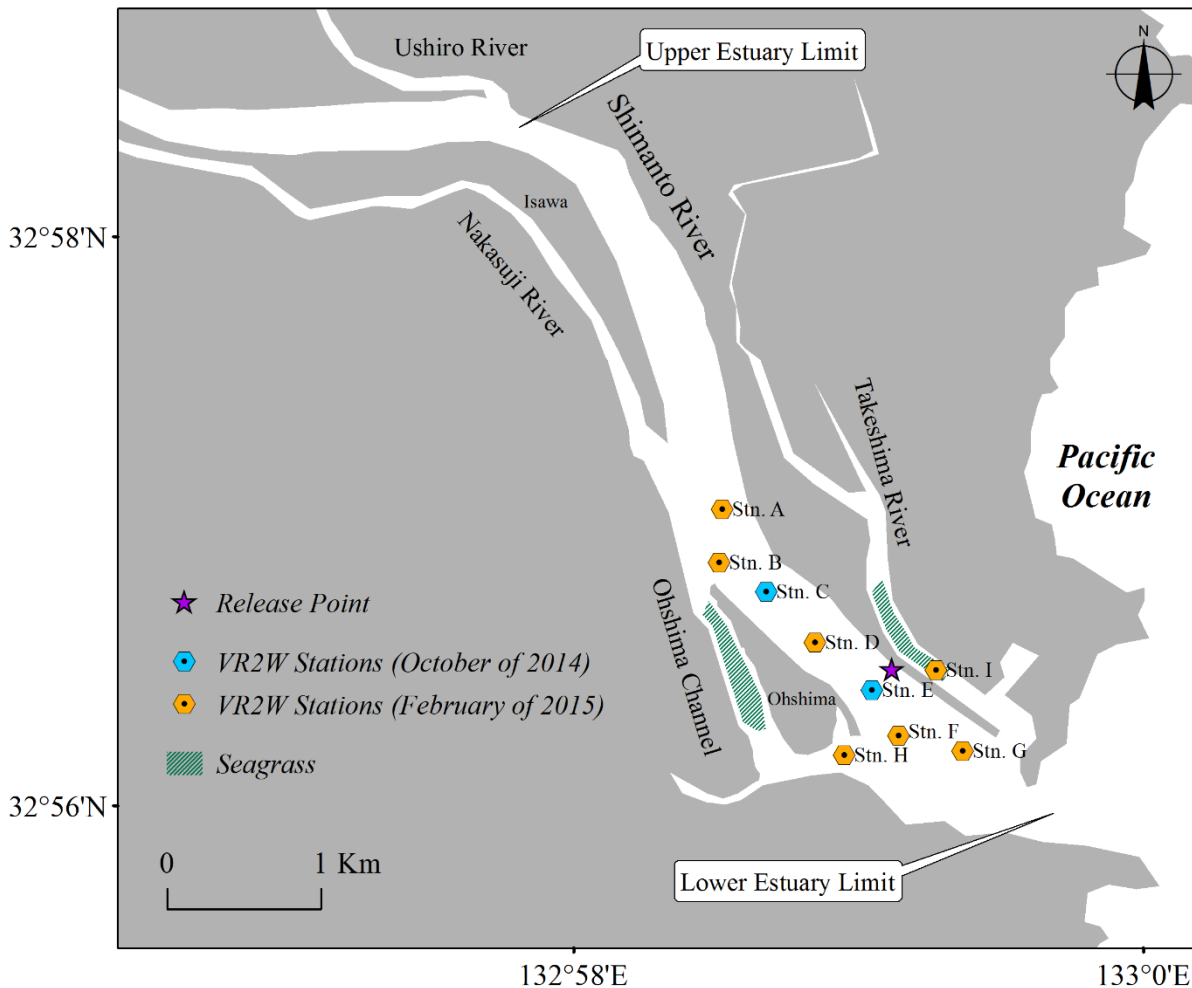 Ushiro River
Upper Estuary Limit
N
Shimanto River
Isawa
Nakasuji River
32°58'N
Takeshima River
Pacific
Ocean
Stn. A
Stn. B
Stn. C
Ohshima Channel
Release Point
Stn. D
Stn. I
VR2W Stations (October of 2014)
Stn. E
Ohshima
VR2W Stations (February of 2015)
Stn. F
Stn. G
Stn. H
Seagrass
32°56'N
0 1 Km
Lower Estuary Limit
132°58'E
133°0'E